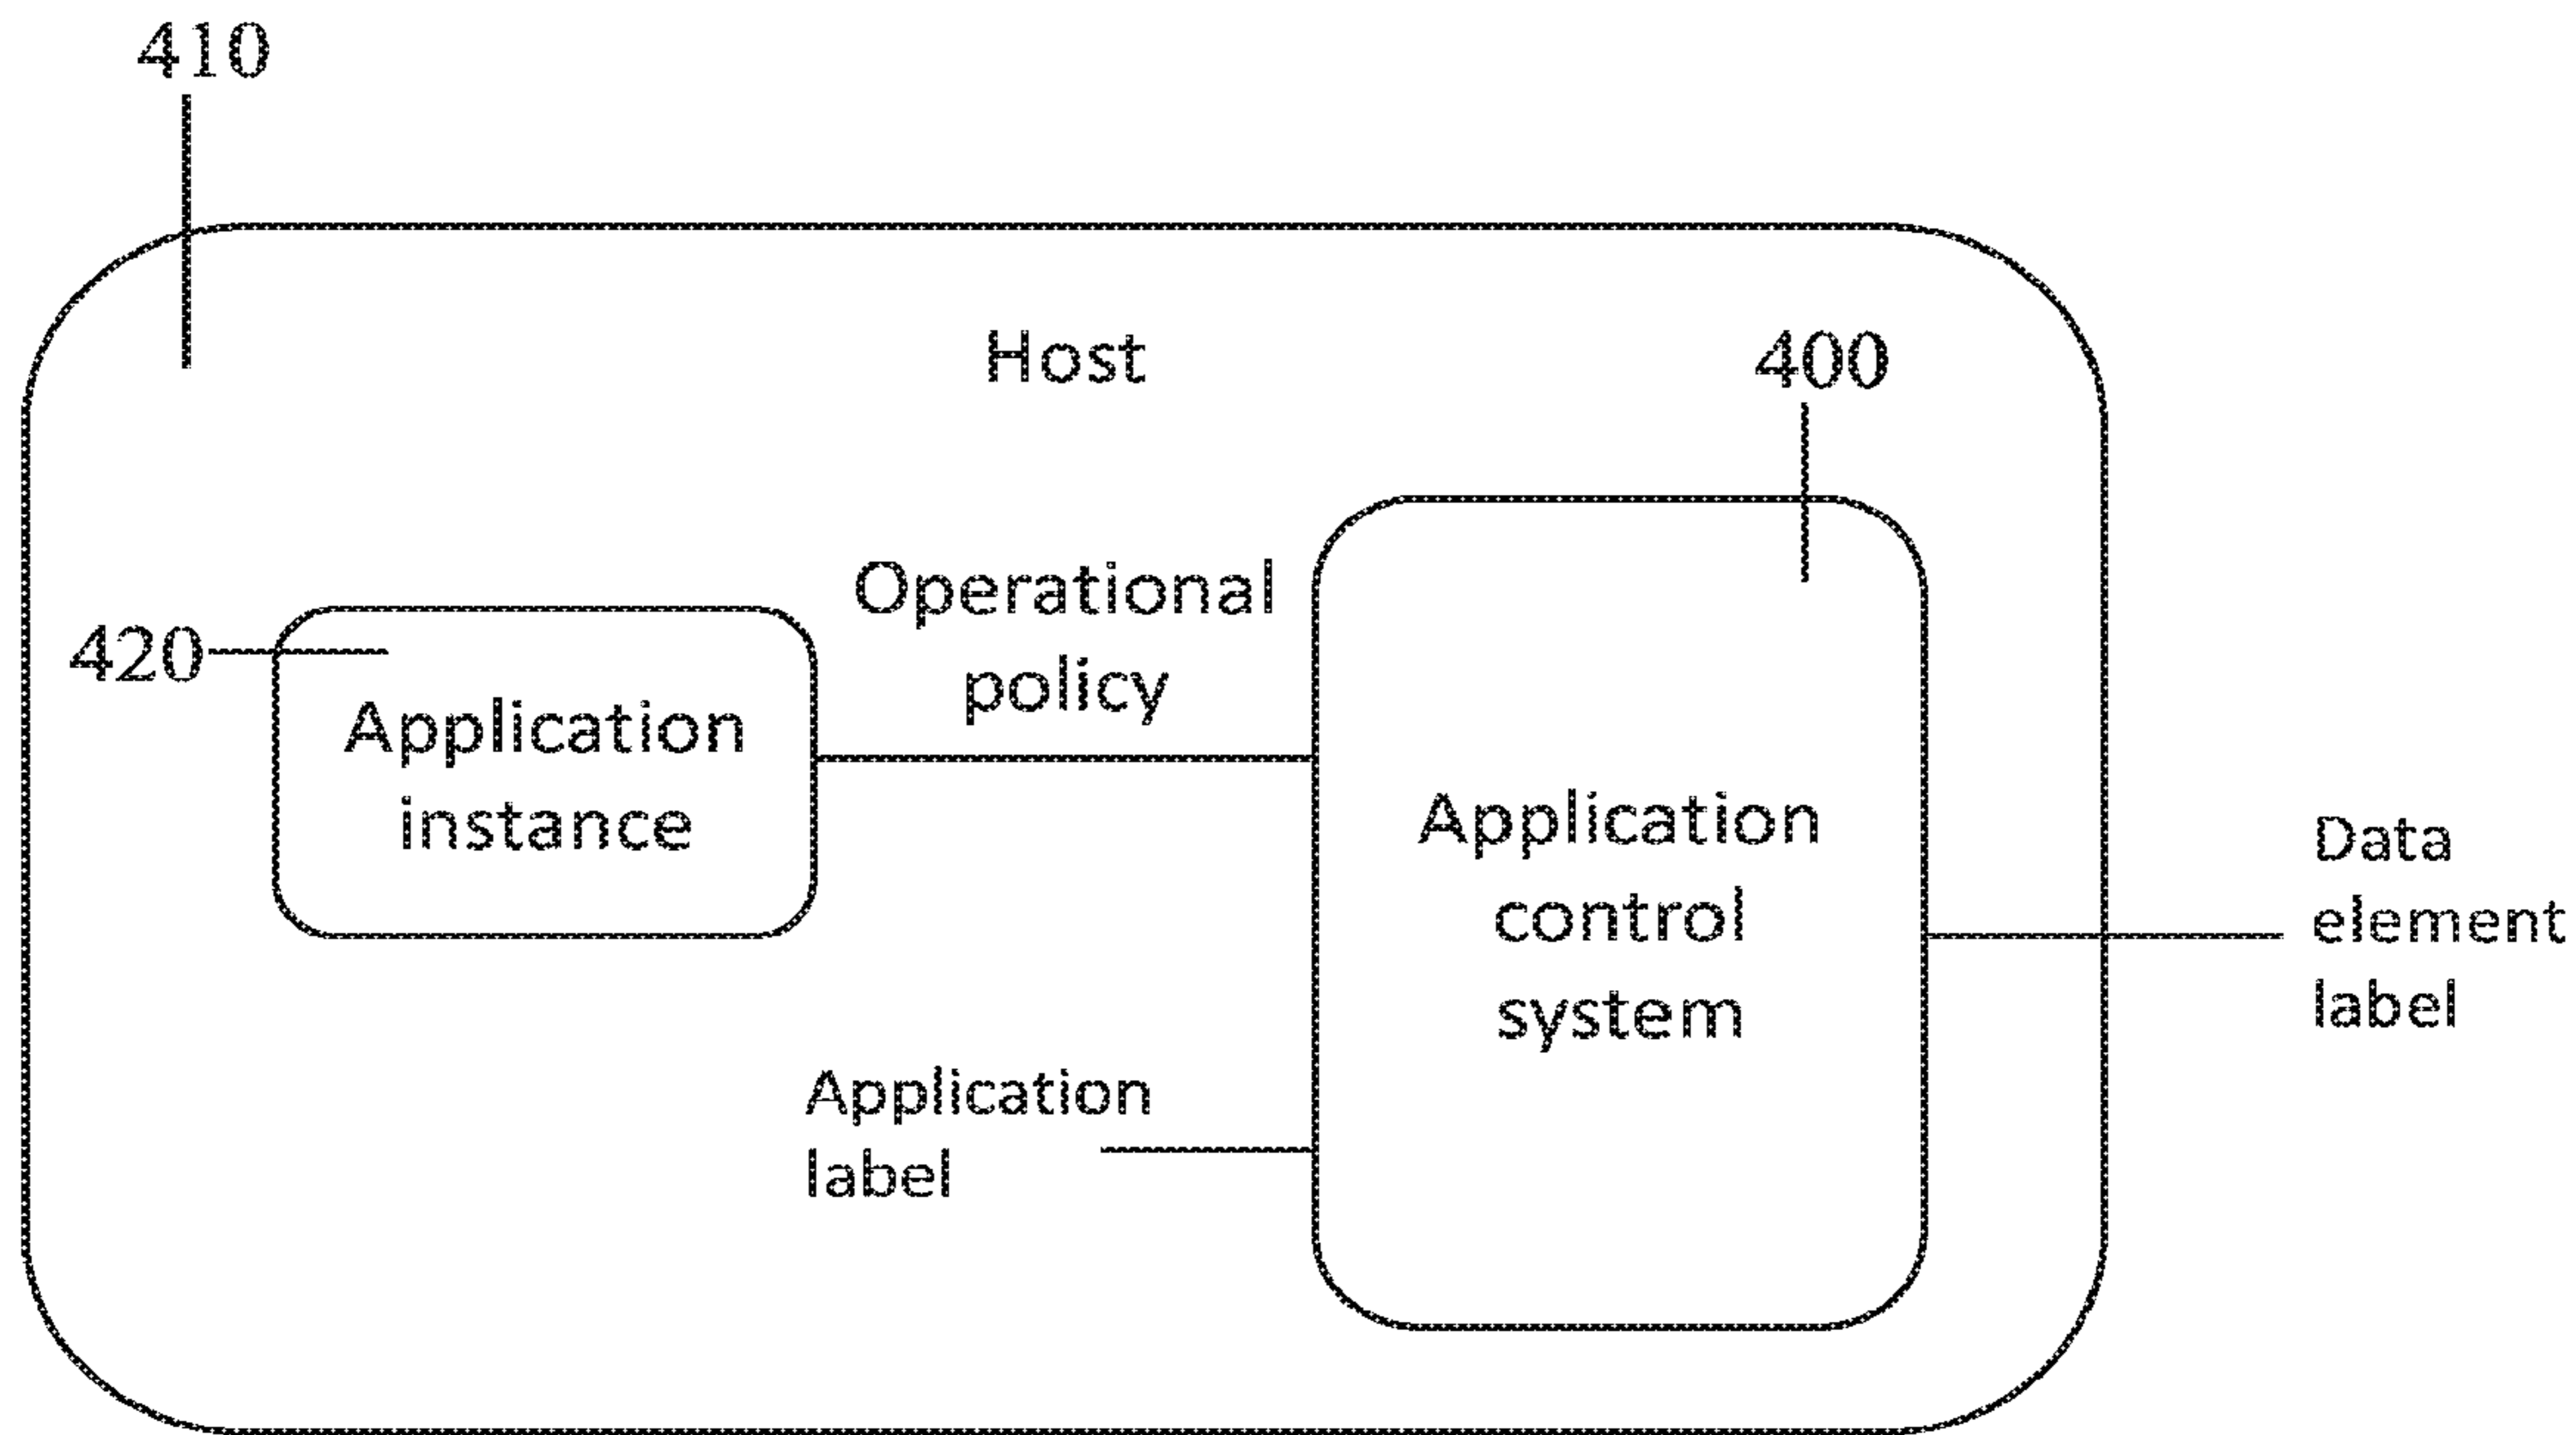 410
Host
400
Operational
policy
420
Application
instance
Application
control
system
Data
element
label
Application
label